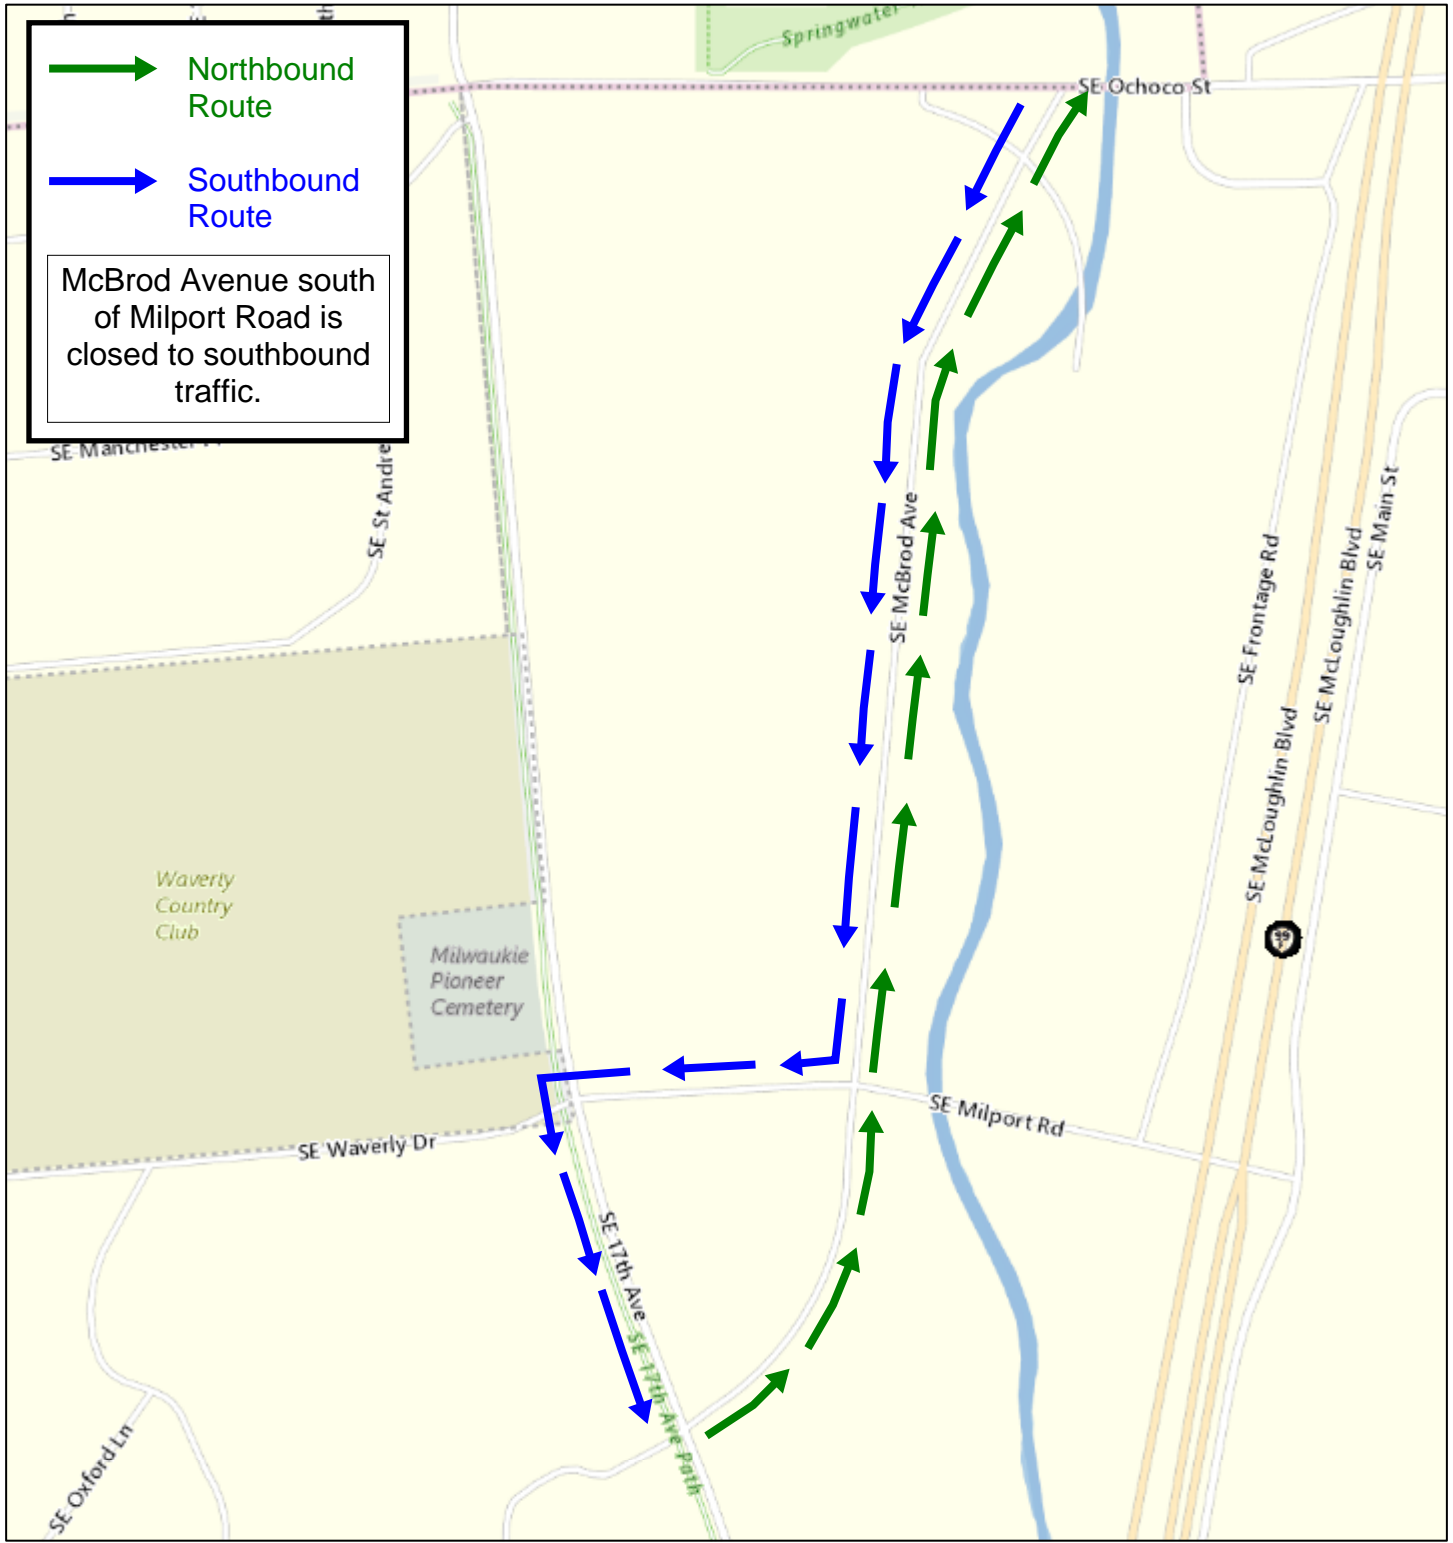 Northbound
Route
Southbound
Route
McBrod Avenue south
of Milport Road is
closed to southbound
traffic.
Springwater
SE Ochoco St
SE Manchester
SE St Andre
SE McBrod Ave
SE Frontage Rd
SE McLoughlin Blvd
SE Main St
SE McLoughlin Blvd
99
Waverly
Country
Club
Milwaukie
Pioneer
Cemetery
SE Milport Rd
SE Waverly Dr
SE 17th Ave
SE 17th Ave Path
SE Oxford Ln